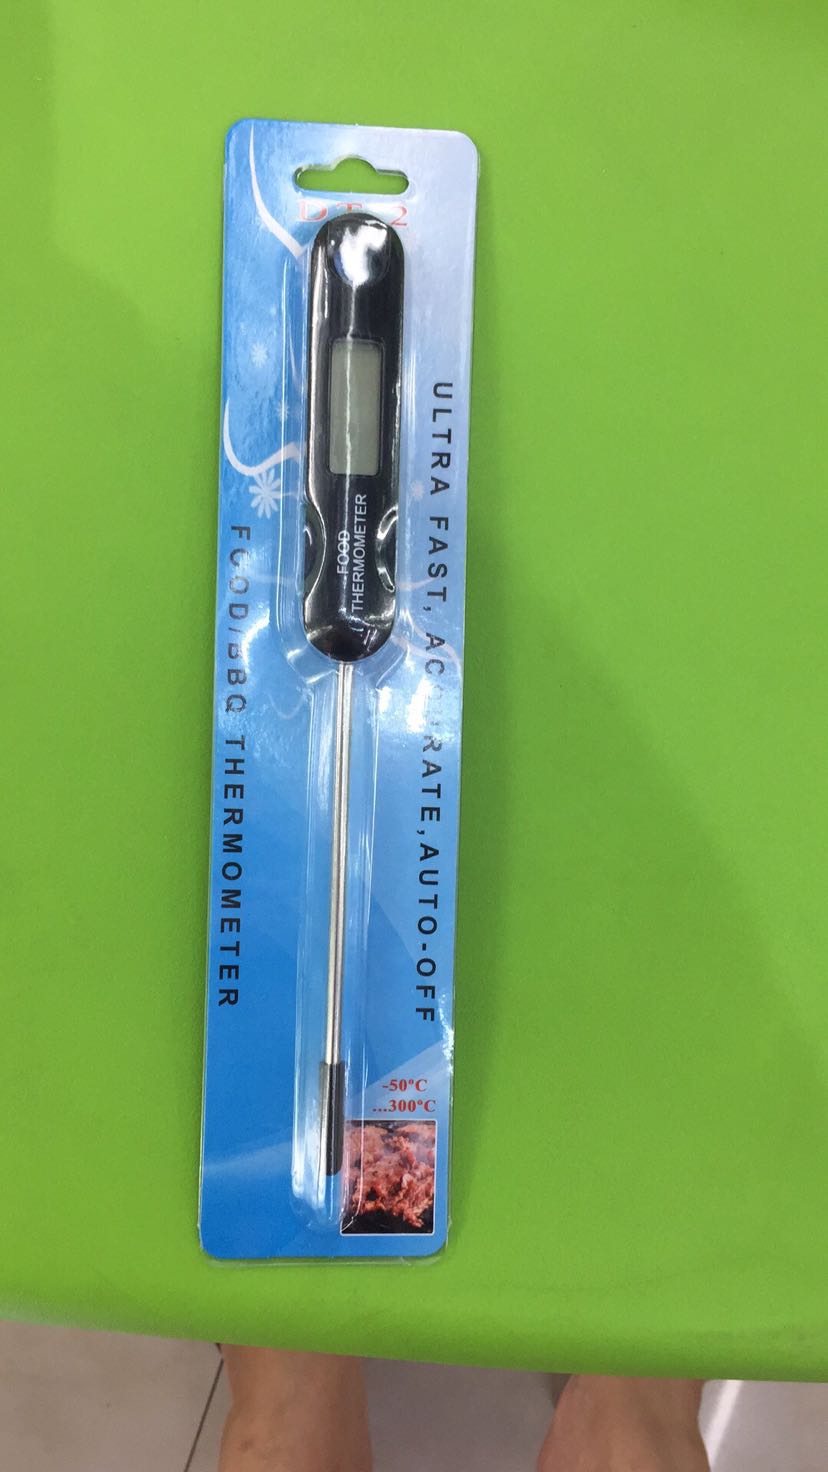 FOOD
THERMOMETER
ULTRA FAST, ACCURATE,AUTO-OFF
FOOD/BBQ THERMOMETER
-50°C
...300°C